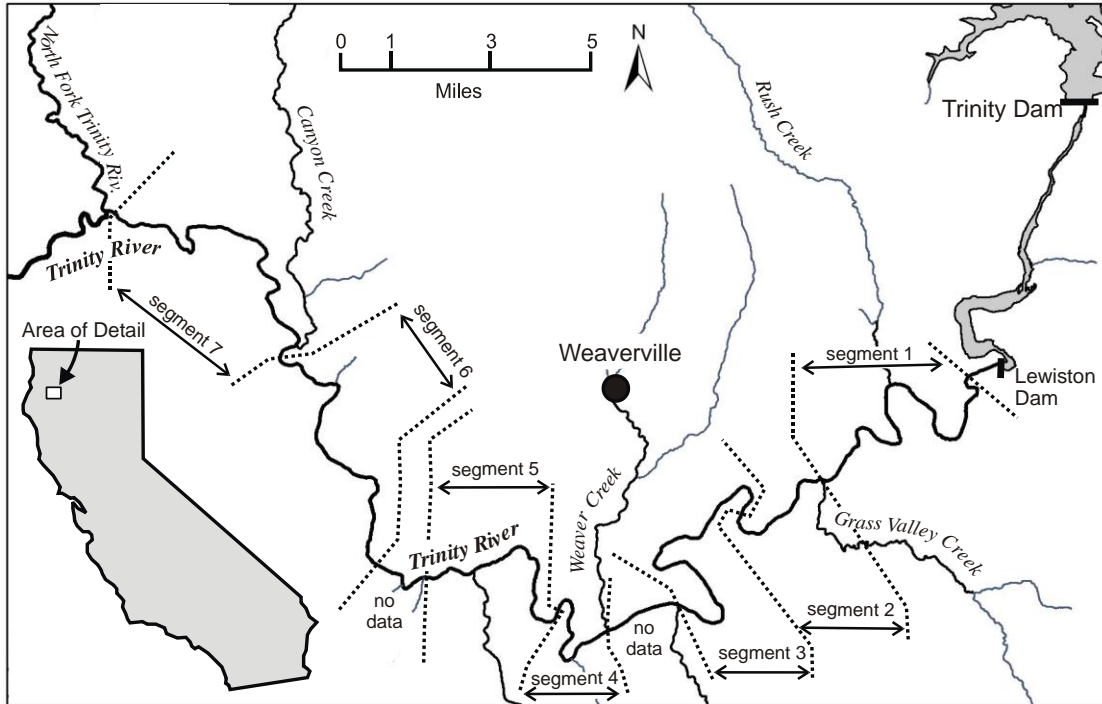 North Fork Trinity Riv.
Canyon Creek
0 1 3 5
Miles
N
Rush Creek
Trinity Dam
Trinity River
segment 7
segment 6
Area of Detail
Weaverville
segment 1
Lewiston
Dam
segment 5
Weaver Creek
Trinity River
Grass Valley Creek
no
data
no
data
segment 2
segment 3
segment 4